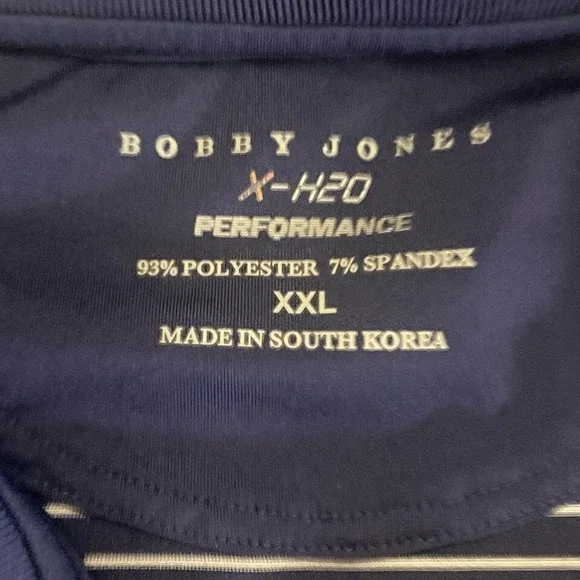 BOBBY JONES
X-H2O
PERFORMANCE
93% POLYESTER 7% SPANDEX
XXL
MADE IN SOUTH KOREA